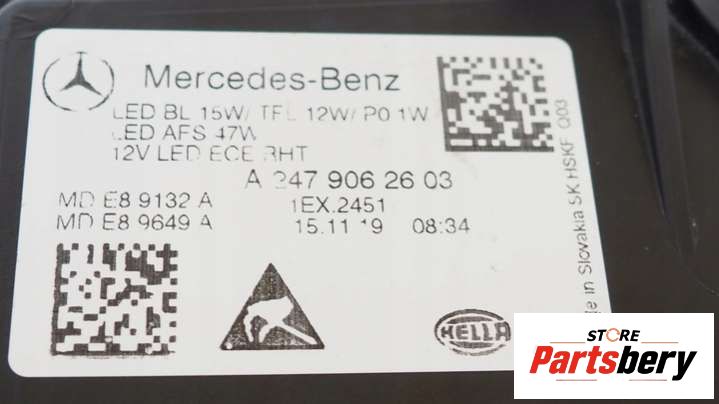 Mercedes-Benz
LED BL 15W/ TFL 12W/ PO 1W
LED AFS 47W
12V LED ECE RHT
A 247 906 26 03
MD E8 9132 A
1EX.2451
MD E8 9649 A
15.11.19 08:34
HELLA
in Slovakia SK HSKF Q03
STORE
Partsbery